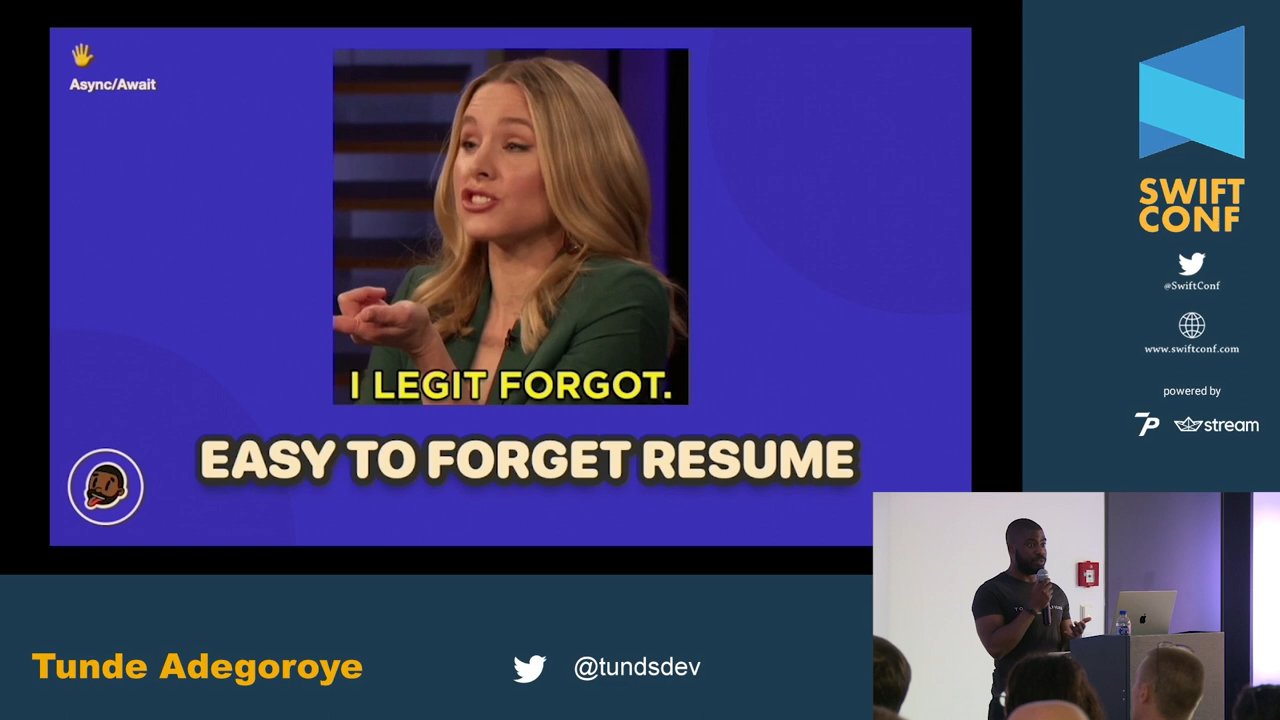 Async/Await
I LEGIT FORGOT.
EASY TO FORGET RESUME
SWIFT
CONF
@SwiftConf
www.swiftconf.com
powered by
7P
stream
Tunde Adegoroye
@tundsdev